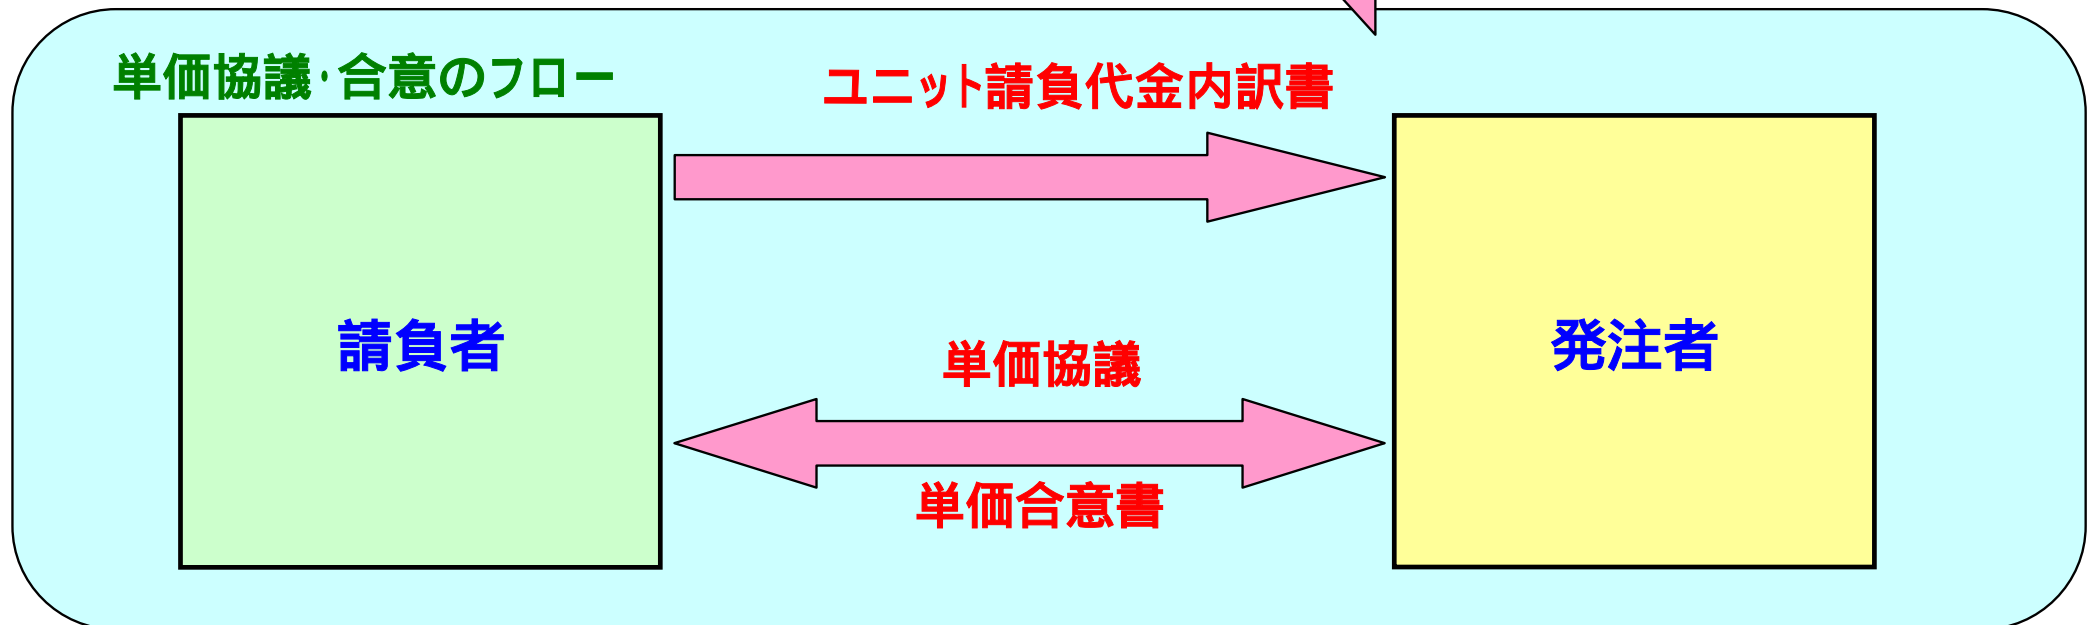 単価協議･合意のフロー
ユニット請負代金内訳書
請負者
発注者
単価協議
単価合意書